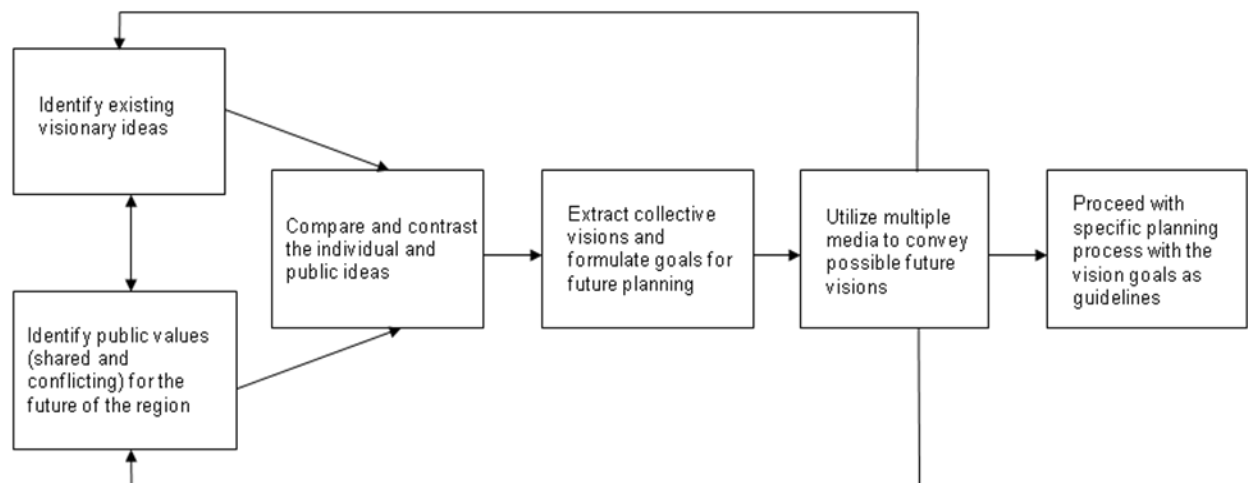 Identify existing
visionary ideas
Identify public values
(shared and
conflicting) for the
future of the region
Compare and contrast
the individual and
public ideas
Extract collective
visions and
formulate goals for
future planning
Utilize multiple
media to convey
possible future
visions
Proceed with
specific planning
process with the
vision goals as
guidelines